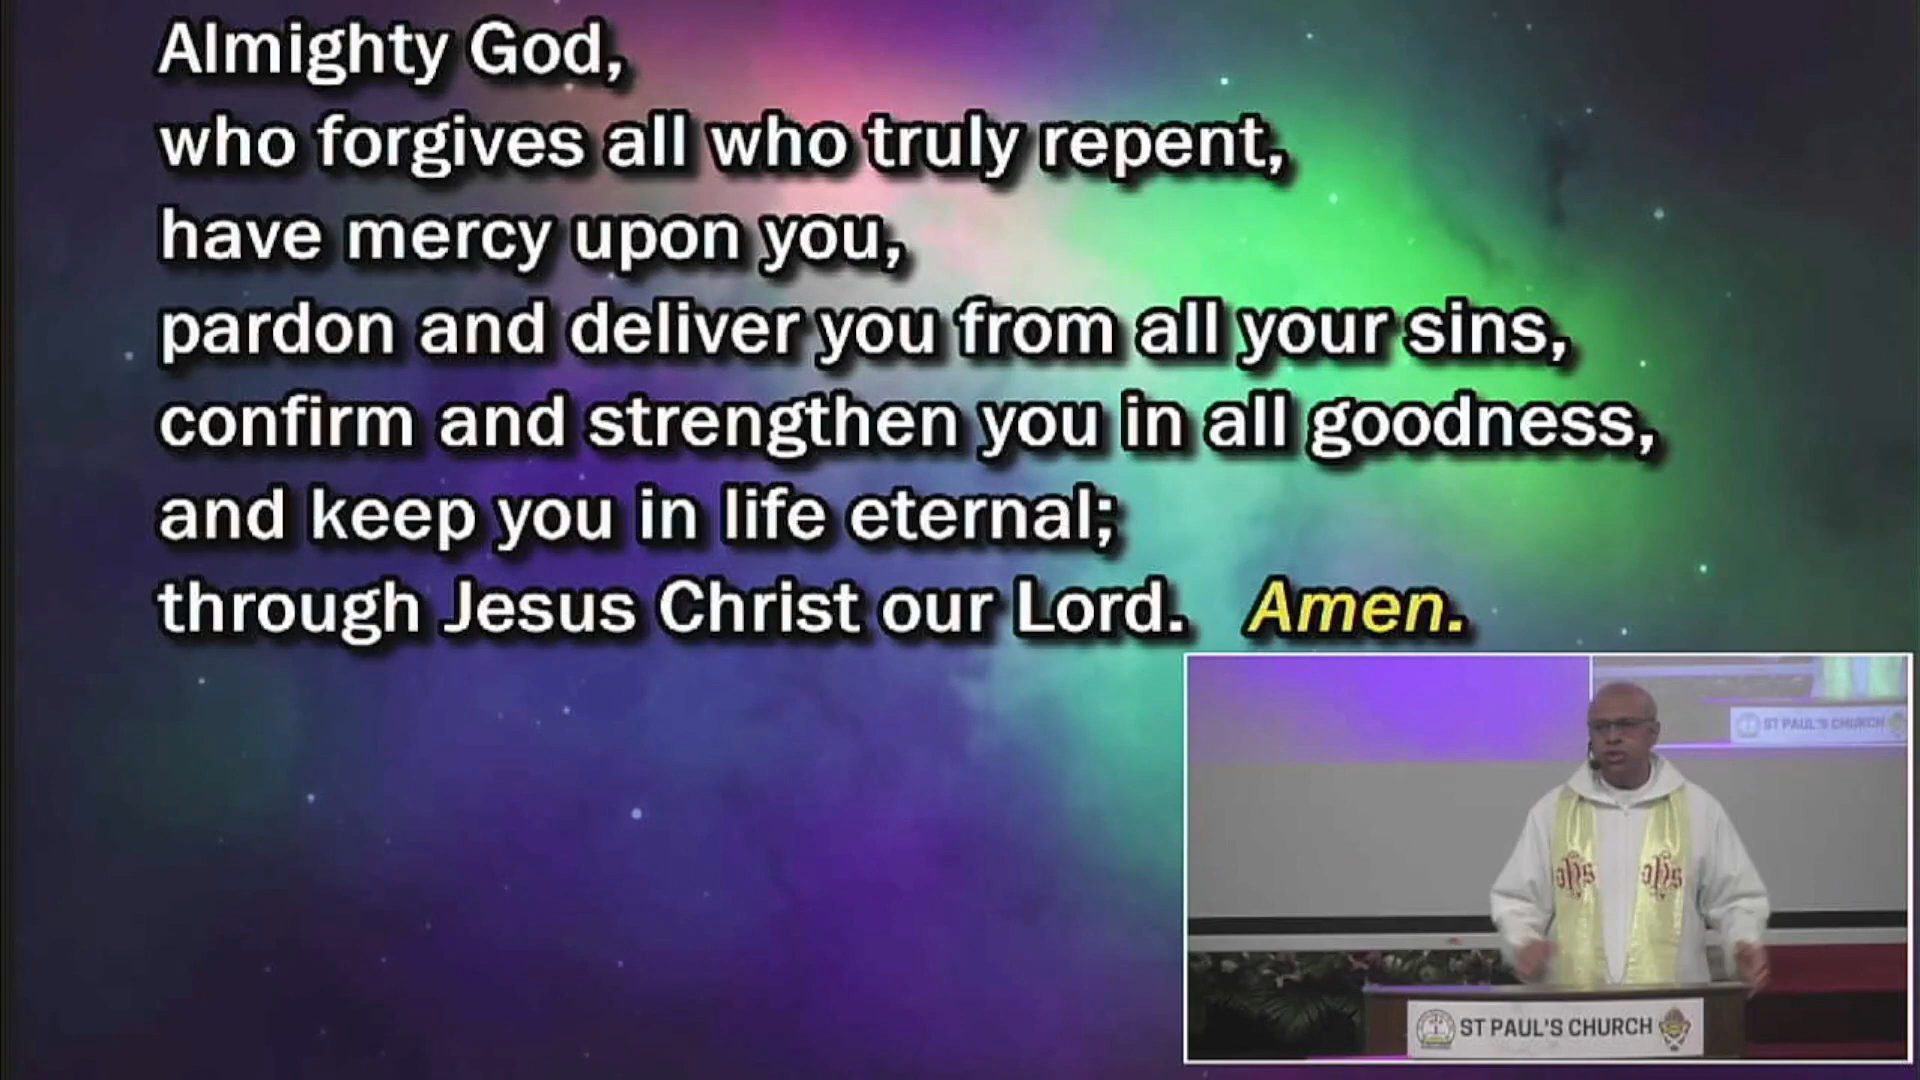 Almighty God,
who forgives all who truly repent,
have mercy upon you,
pardon and deliver you from all your sins,
confirm and strengthen you in all goodness,
and keep you in life eternal;
through Jesus Christ our Lord. Amen.
ST PAUL'S CHURCH
IHS IHS
ST PAUL'S CHURCH